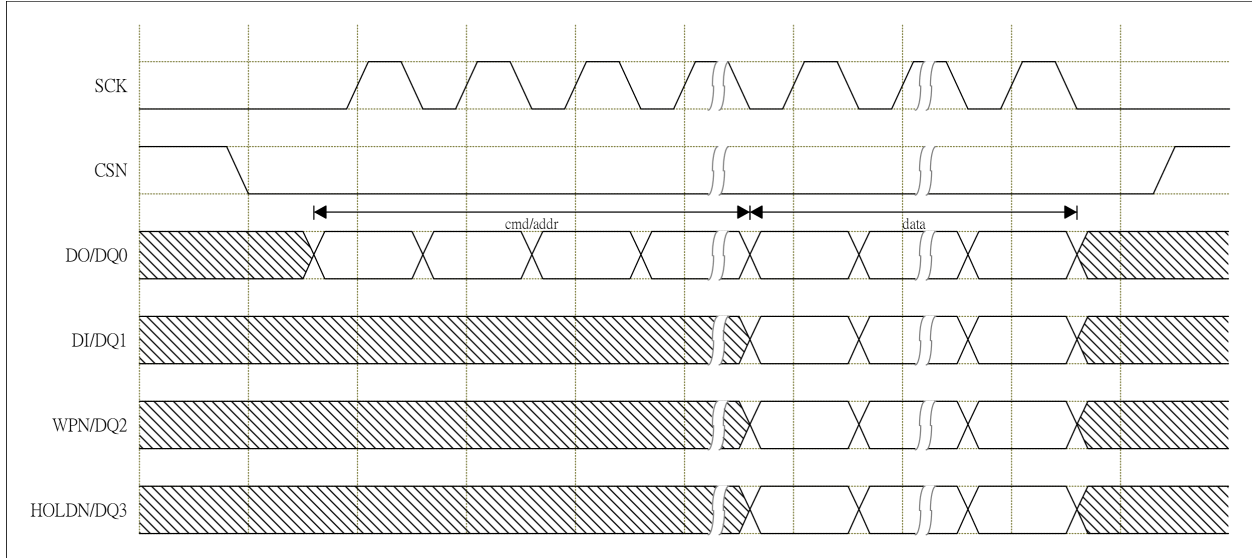 SCK
CSN
cmd/addr
data
DO/DQ0
DI/DQ1
WPN/DQ2
HOLDN/DQ3